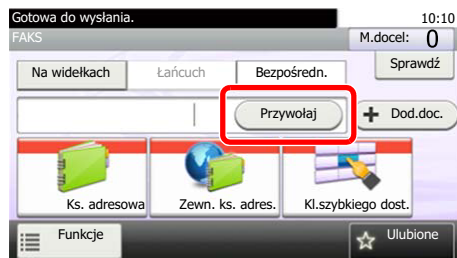 Gotowa do wysłania. 10:10
FAKS M.docel: 0
Na widełkach Łańcuch Bezpośredn. Sprawdź
Przywołaj + Dod.doc.
Ks. adresowa Zewn. ks. adres. Kl.szybkiego dost.
Funkcje Ulubione